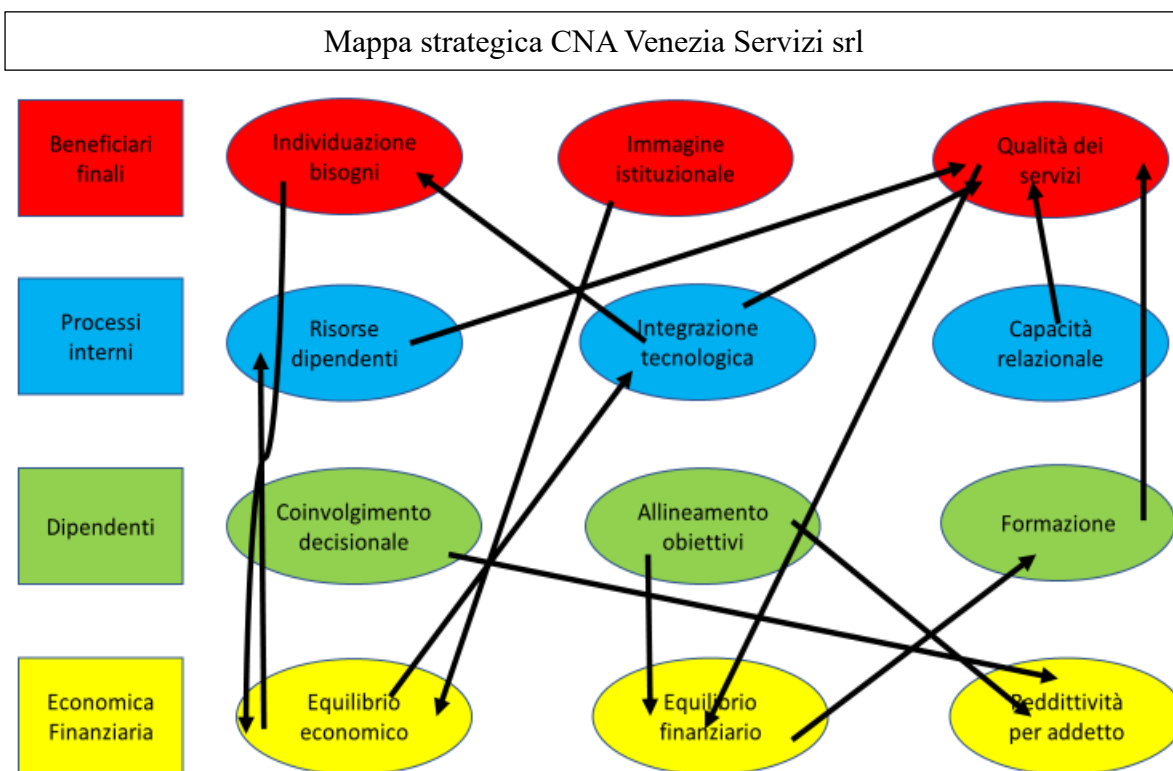 Mappa strategica CNA Venezia Servizi srl
Beneficiari
finali
Individuazione
bisogni
Immagine
istituzionale
Qualità dei
servizi
Processi
interni
Risorse
dipendenti
Integrazione
tecnologica
Capacità
relazionale
Dipendenti
Coinvolgimento
decisionale
Allineamento
obiettivi
Formazione
Economica
Finanziaria
Equilibrio
economico
Equilibrio
finanziario
Reddittività
per addetto